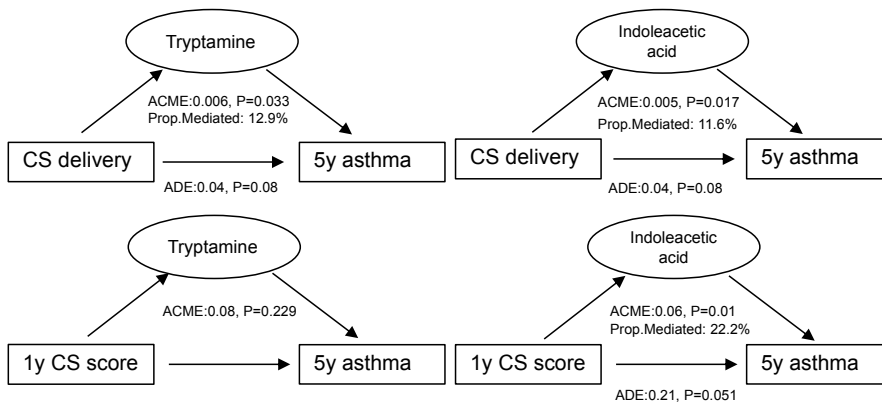 Tryptamine
ACME:0.006, P=0.033
Prop.Mediated: 12.9%
CS delivery
5y asthma
ADE:0.04, P=0.08
Indoleacetic
acid
ACME:0.005, P=0.017
Prop.Mediated: 11.6%
CS delivery
5y asthma
ADE:0.04, P=0.08
Tryptamine
ACME:0.08, P=0.229
1y CS score
5y asthma
Indoleacetic
acid
ACME:0.06, P=0.01
Prop.Mediated: 22.2%
1y CS score
5y asthma
ADE:0.21, P=0.051